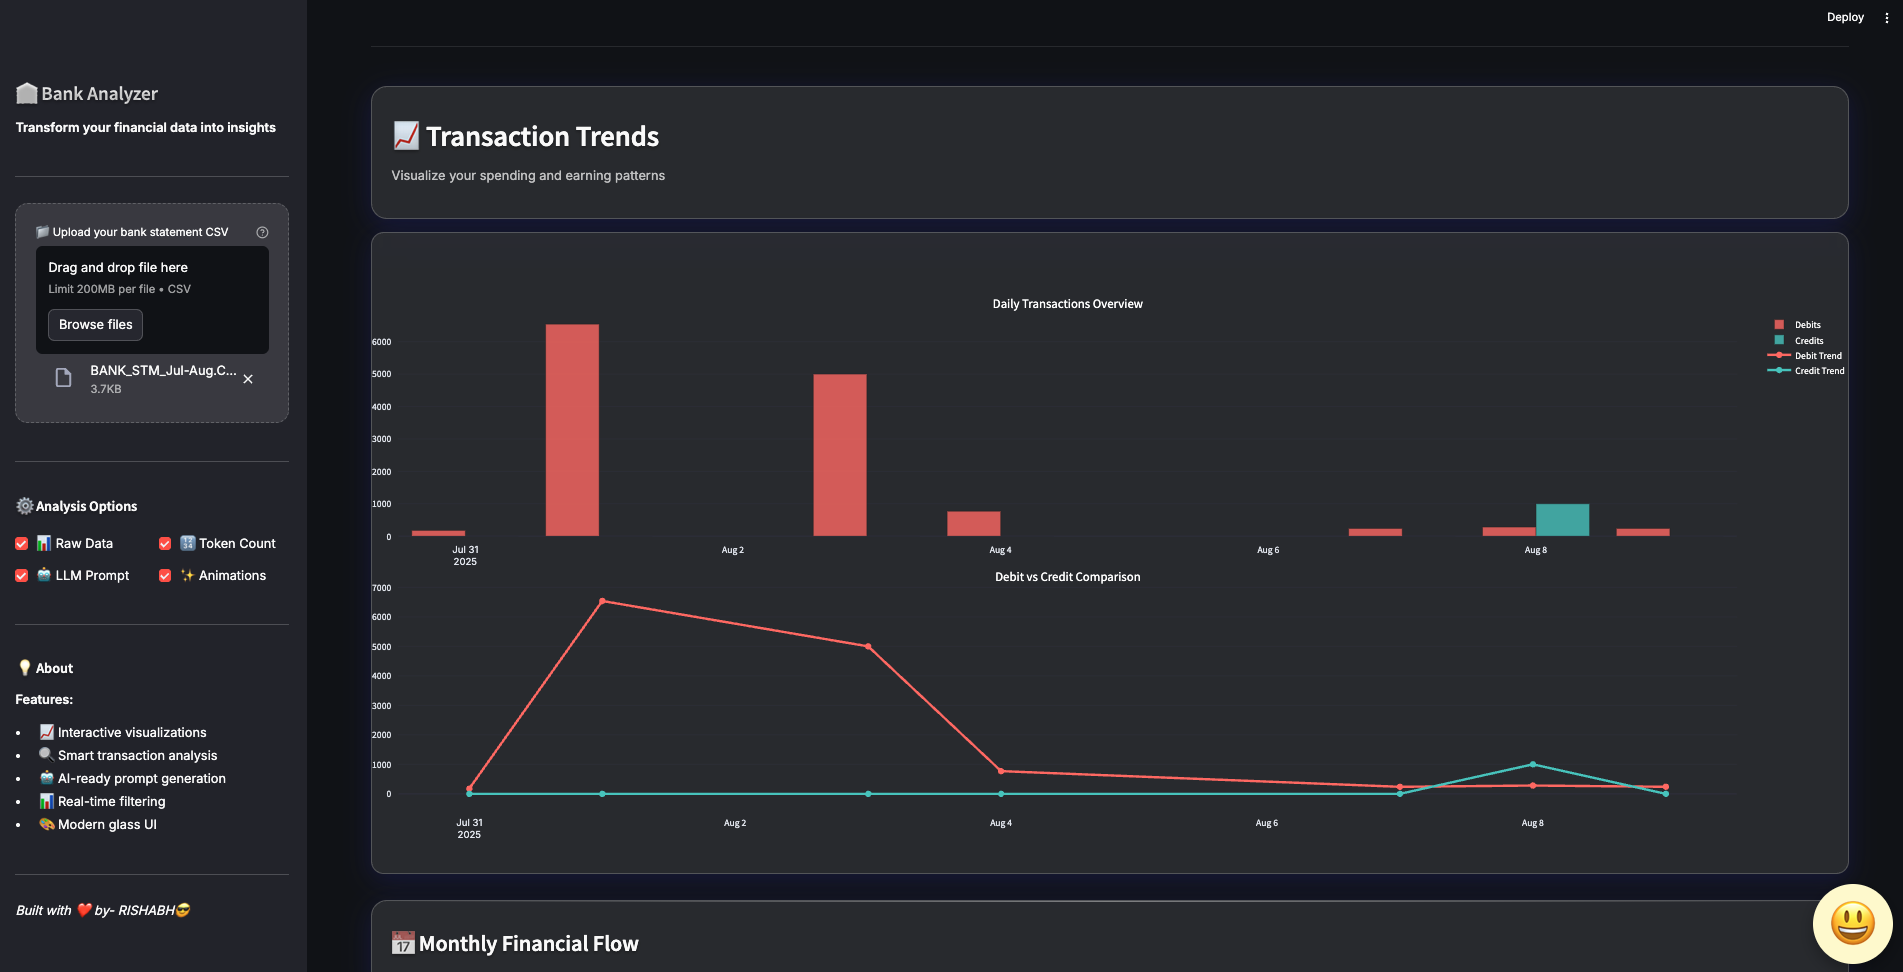 Deploy
Bank Analyzer
Transform your financial data into insights
Upload your bank statement CSV
Drag and drop file here
Limit 200MB per file • CSV
Browse files
BANK_STM_Jul-Aug.C...
3.7KB
Analysis Options
Raw Data
Token Count
LLM Prompt
Animations
About
Features:
• Interactive visualizations
• Smart transaction analysis
• AI-ready prompt generation
• Real-time filtering
• Modern glass UI
Built with ❤️ by- RISHABH😎
Transaction Trends
Visualize your spending and earning patterns
Daily Transactions Overview
6000
5000
4000
3000
2000
1000
0
Jul 31
2025
Aug 2
Aug 4
Aug 6
Aug 8
Debits
Credits
Debit Trend
Credit Trend
Debit vs Credit Comparison
7000
6000
5000
4000
3000
2000
1000
0
Jul 31
2025
Aug 2
Aug 4
Aug 6
Aug 8
17
Monthly Financial Flow